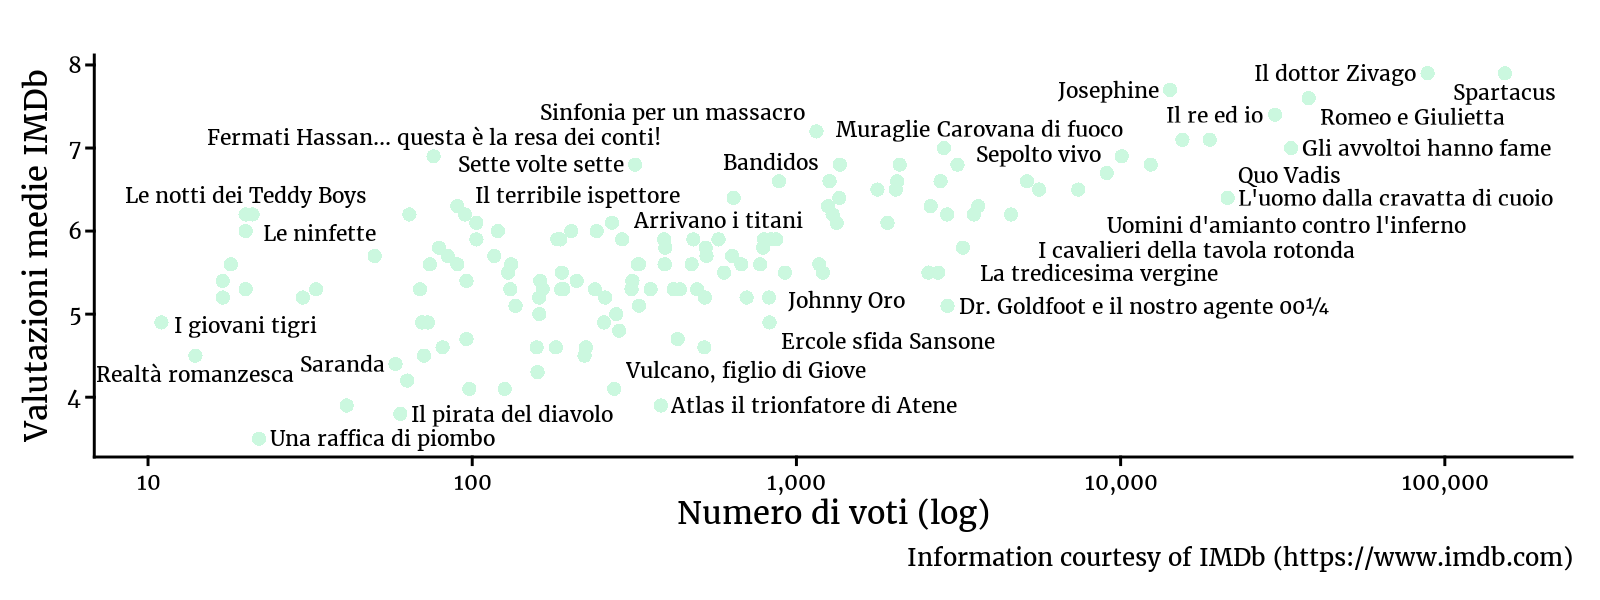 8
Il dottor Zivago
Josephine
Spartacus
Sinfonia per un massacro
Il re ed io
Romeo e Giulietta
Muraglie Carovana di fuoco
Fermati Hassan... questa è la resa dei conti!
7
Gli avvoltoi hanno fame
Sepolto vivo
Bandidos
Sette volte sette
Quo Vadis
Le notti dei Teddy Boys
Il terribile ispettore
L'uomo dalla cravatta di cuoio
Arrivano i titani
Uomini d'amianto contro l'inferno
6
Le ninfette
I cavalieri della tavola rotonda
La tredicesima vergine
Johnny Oro
Dr. Goldfoot e il nostro agente 00¼
5
I giovani tigri
Ercole sfida Sansone
Saranda
Vulcano, figlio di Giove
Realtà romanzesca
4
Atlas il trionfatore di Atene
Il pirata del diavolo
Una raffica di piombo
Valutazioni medie IMDb
10
100
1,000
10,000
100,000
Numero di voti (log)
Information courtesy of IMDb (https://www.imdb.com)